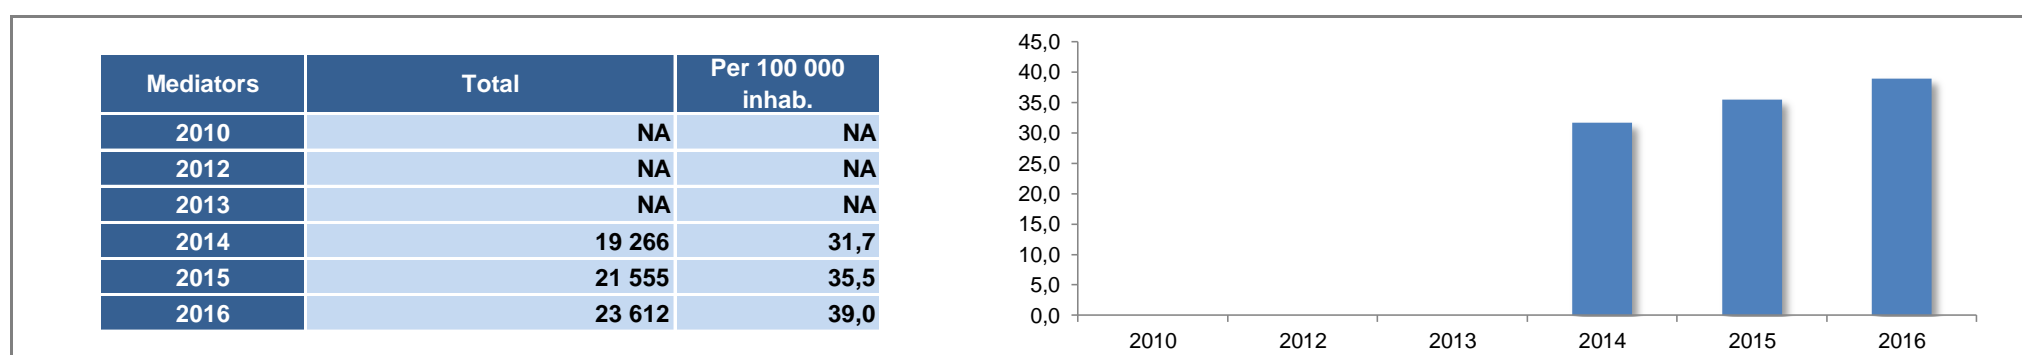 Mediators Total Per 100 000
inhab.
2010 NA NA
2012 NA NA
2013 NA NA
2014 19 266 31,7
2015 21 555 35,5
2016 23 612 39,0
45,0
40,0
35,0
30,0
25,0
20,0
15,0
10,0
5,0
0,0
2010 2012 2013 2014 2015 2016